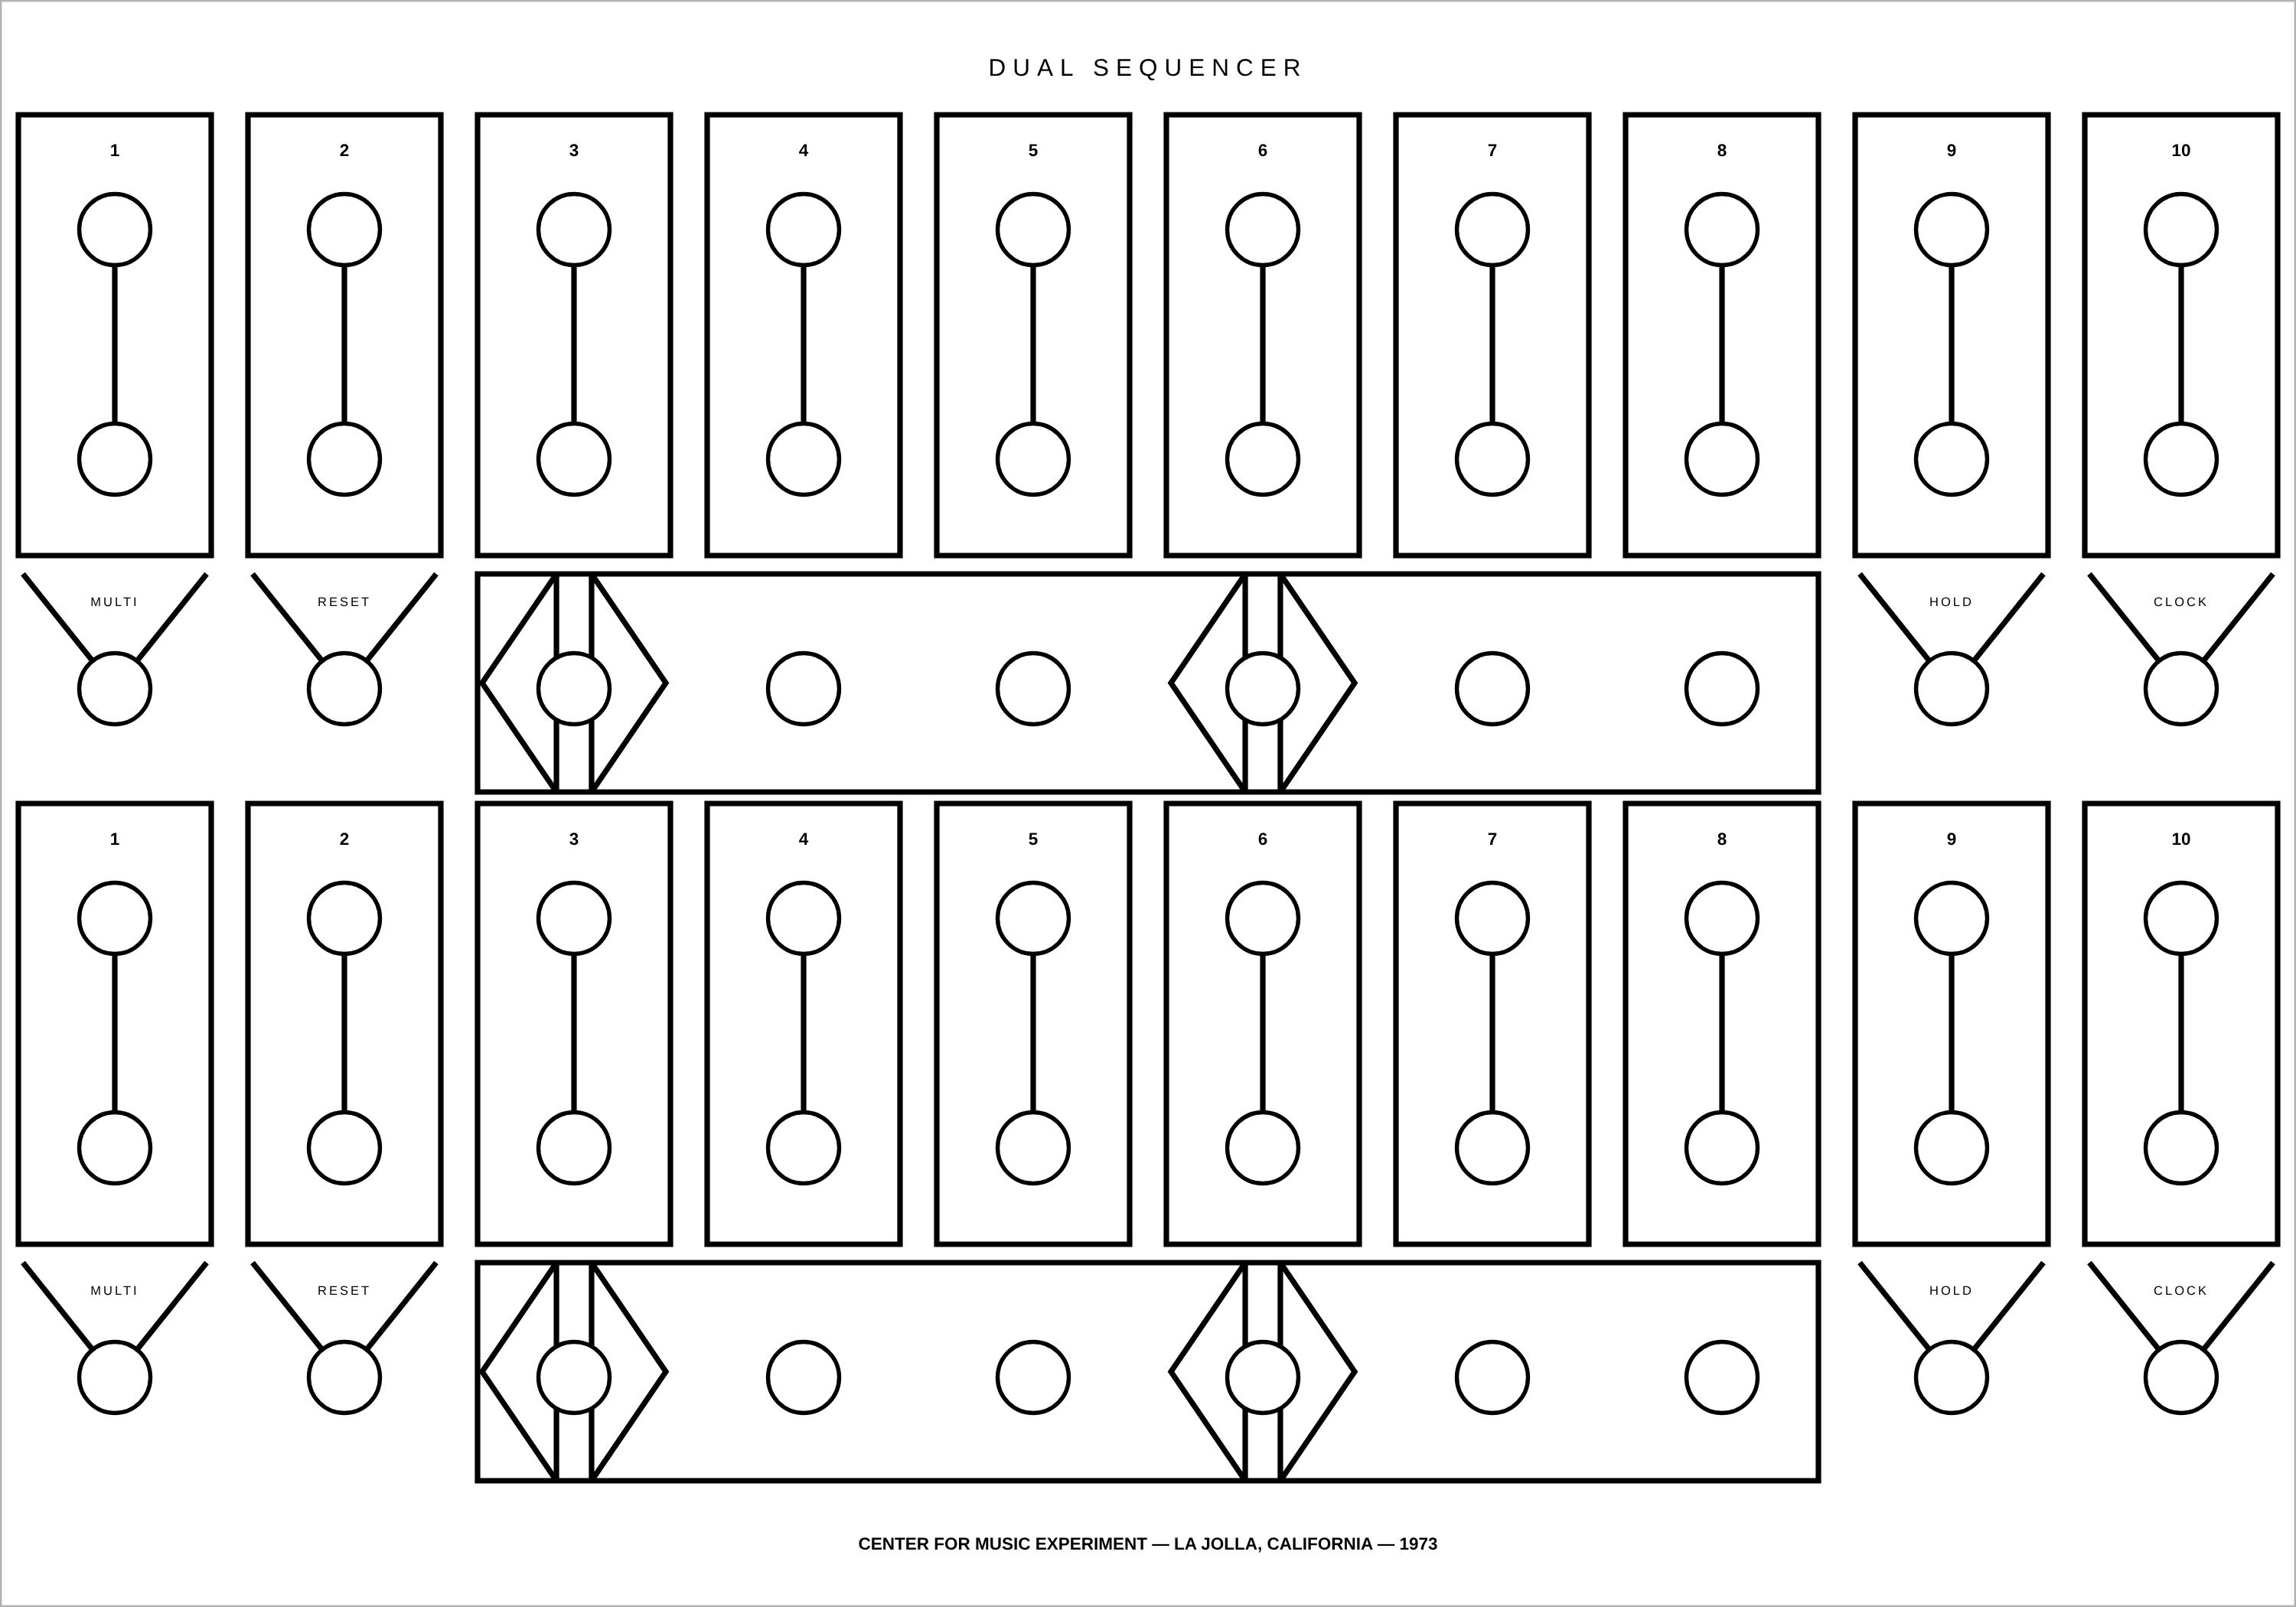 DUAL SEQUENCER
1 2 3 4 5 6 7 8 9 10
MULTI RESET HOLD CLOCK
1 2 3 4 5 6 7 8 9 10
MULTI RESET HOLD CLOCK
CENTER FOR MUSIC EXPERIMENT — LA JOLLA, CALIFORNIA — 1973